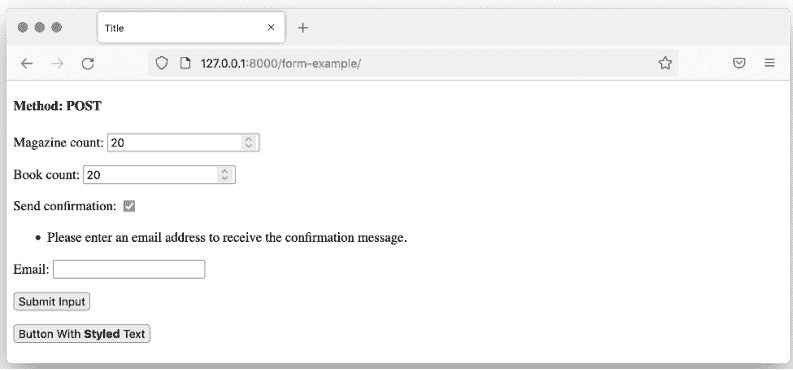 Title
127.0.0.1:8000/form-example/
Method: POST
Magazine count: 20
Book count: 20
Send confirmation:
Please enter an email address to receive the confirmation message.
Email:
Submit Input
Button With Styled Text